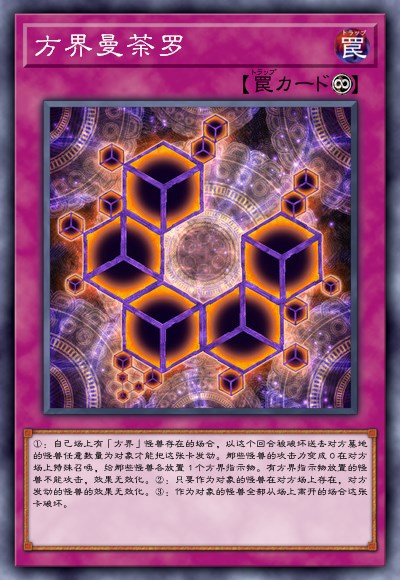 方界曼荼罗
トラップ
罠
トラップ
【罠カード】
①:自己场上有「方界」怪兽存在的场合,以这个回合被破坏送去对方墓地
的怪兽任意数量为对象才能把这张卡发动。那些怪兽的攻击力变成0在对方
场上特殊召唤,给那些怪兽各放置1个方界指示物。有方界指示物放置的怪
兽不能攻击,效果无效化。②:只要作为对象的怪兽在对方场上存在,对方
发动的怪兽的效果无效化。③:作为对象的怪兽全部从场上离开的场合这张
卡破坏。